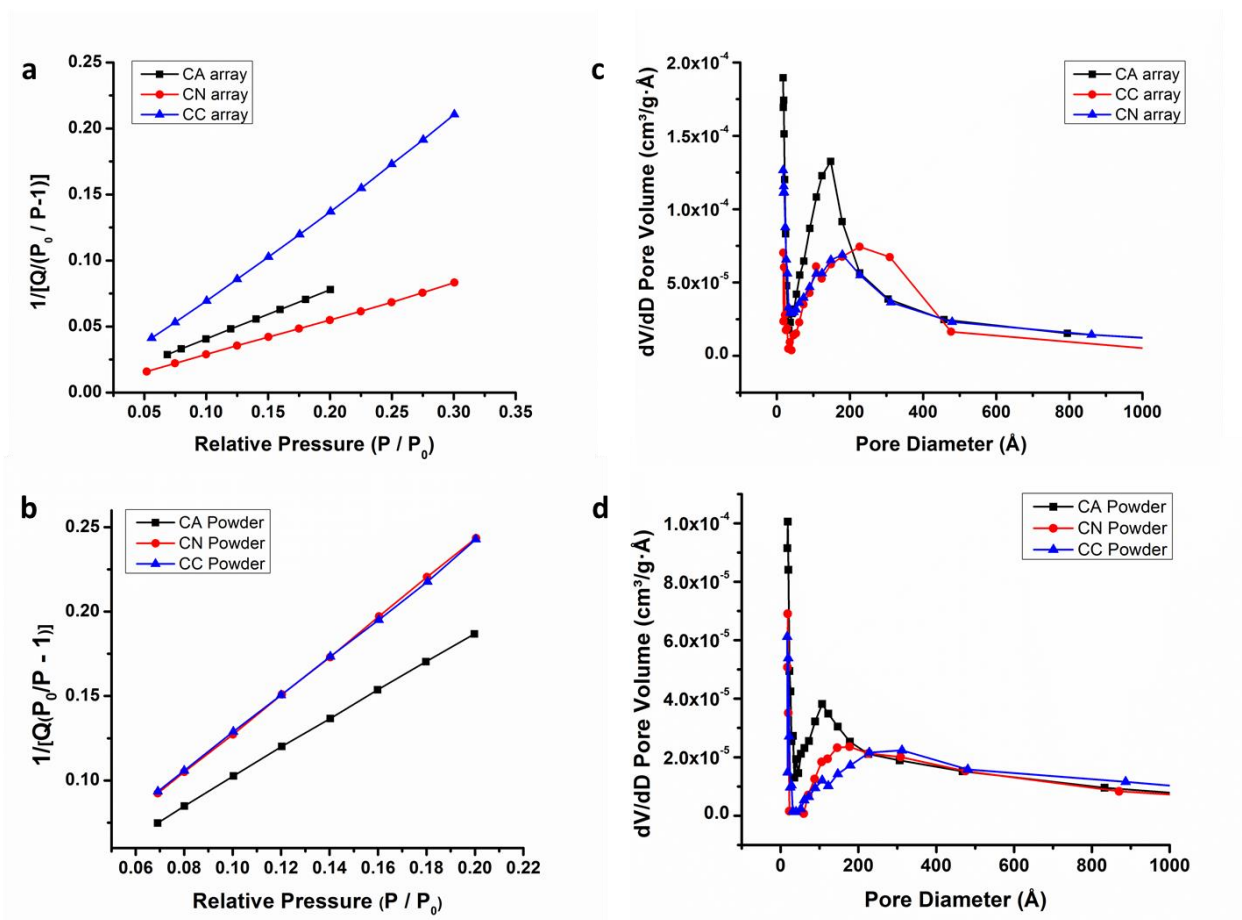 a
CA array
CN array
CC array
0.25
0.20
0.15
0.10
0.05
0.00
1/[Q/(P₀ / P-1)]
0.05 0.10 0.15 0.20 0.25 0.30 0.35
Relative Pressure (P / P₀)
c
CA array
CC array
CN array
2.0x10⁻⁴
1.5x10⁻⁴
1.0x10⁻⁴
5.0x10⁻⁵
0.0
dV/dD Pore Volume (cm³/g·Å)
0 200 400 600 800 1000
Pore Diameter (Å)
b
CA Powder
CN Powder
CC Powder
0.25
0.20
0.15
0.10
1/[Q(P₀/P - 1)]
0.06 0.08 0.10 0.12 0.14 0.16 0.18 0.20 0.22
Relative Pressure (P / P₀)
d
CA Powder
CN Powder
CC Powder
1.0x10⁻⁴
8.0x10⁻⁵
6.0x10⁻⁵
4.0x10⁻⁵
2.0x10⁻⁵
0.0
dV/dD Pore Volume (cm³/g·Å)
0 200 400 600 800 1000
Pore Diameter (Å)